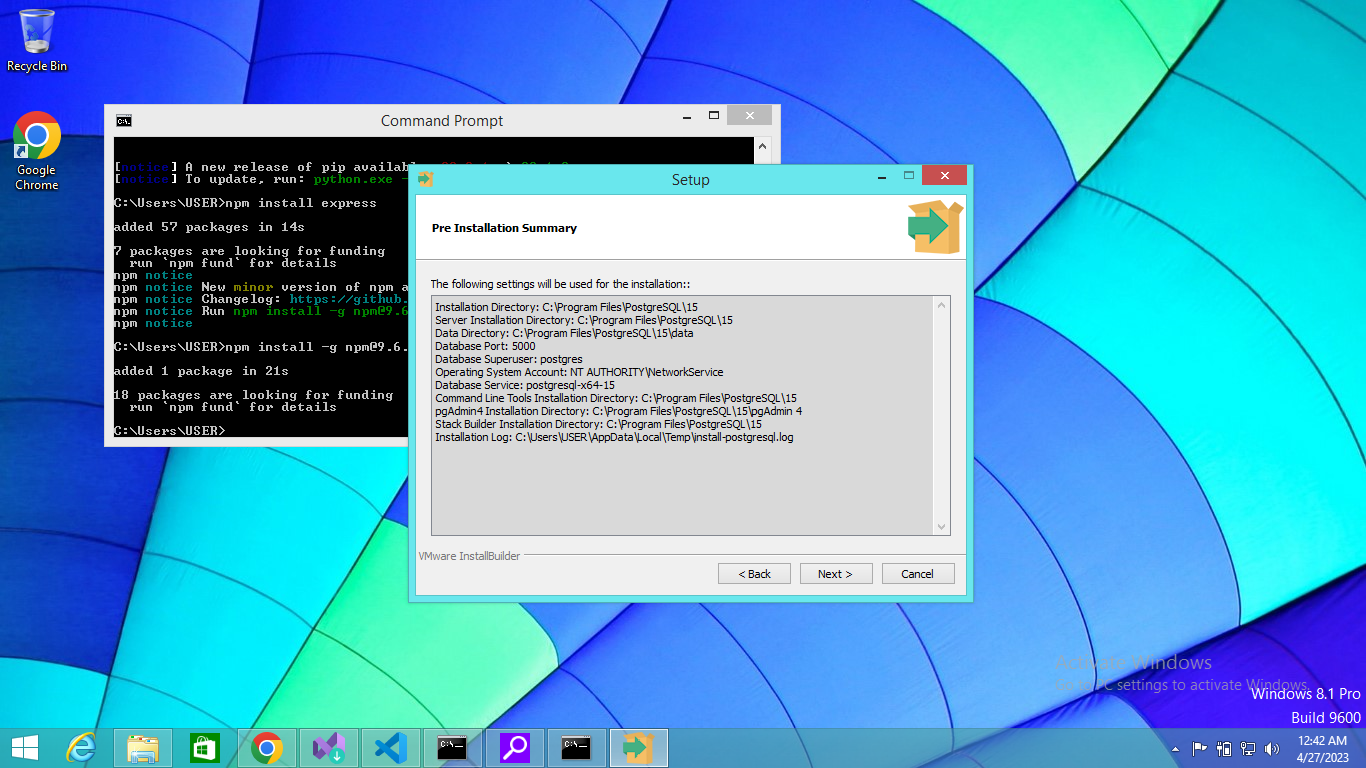 Recycle Bin
Google
Chrome
Command Prompt
[notice] A new release of pip
[notice] To update, run: python.exe
C:\Users\USER>npm install express
added 57 packages in 14s
7 packages are looking for funding
run `npm fund` for details
npm notice
npm notice New minor version of npm a
npm notice Changelog: https://github.
npm notice Run npm install -g npm@9.6
npm notice
C:\Users\USER>npm install -g npm@9.6.
added 1 package in 21s
18 packages are looking for funding
run `npm fund` for details
C:\Users\USER>
Setup
Pre Installation Summary
The following settings will be used for the installation::
Installation Directory: C:\Program Files\PostgreSQL\15
Server Installation Directory: C:\Program Files\PostgreSQL\15
Data Directory: C:\Program Files\PostgreSQL\15\data
Database Port: 5000
Database Superuser: postgres
Operating System Account: NT AUTHORITY\NetworkService
Database Service: postgresql-x64-15
Command Line Tools Installation Directory: C:\Program Files\PostgreSQL\15
pgAdmin4 Installation Directory: C:\Program Files\PostgreSQL\15\pgAdmin 4
Stack Builder Installation Directory: C:\Program Files\PostgreSQL\15
Installation Log: C:\Users\USER\AppData\Local\Temp\install-postgresql.log
VMware InstallBuilder
< Back
Next >
Cancel
Activate Windows
PC settings to activate Windows.
Windows 8.1 Pro
Build 9600
12:42 AM
4/27/2023